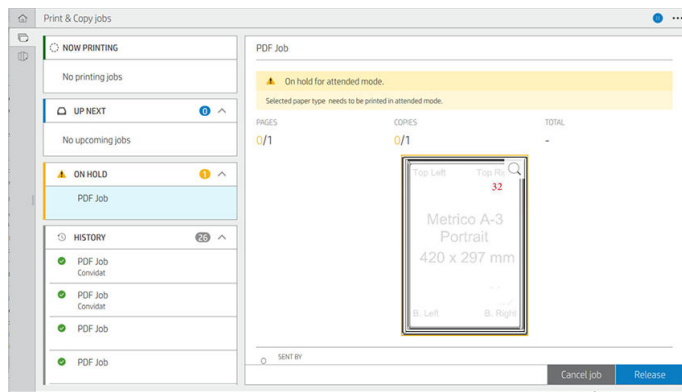 Print & Copy jobs
NOW PRINTING
No printing jobs
UP NEXT
0
No upcoming jobs
ON HOLD
1
PDF Job
HISTORY
26
PDF Job
Convidat
PDF Job
Convidat
PDF Job
PDF Job
PDF Job
On hold for attended mode.
Selected paper type needs to be printed in attended mode.
PAGES
COPIES
TOTAL
0/1
0/1
-
Top Left
32
Metrico A-3
Portrait
420 x 297 mm
B. Left
B. Right
SENT BY
Cancel job
Release